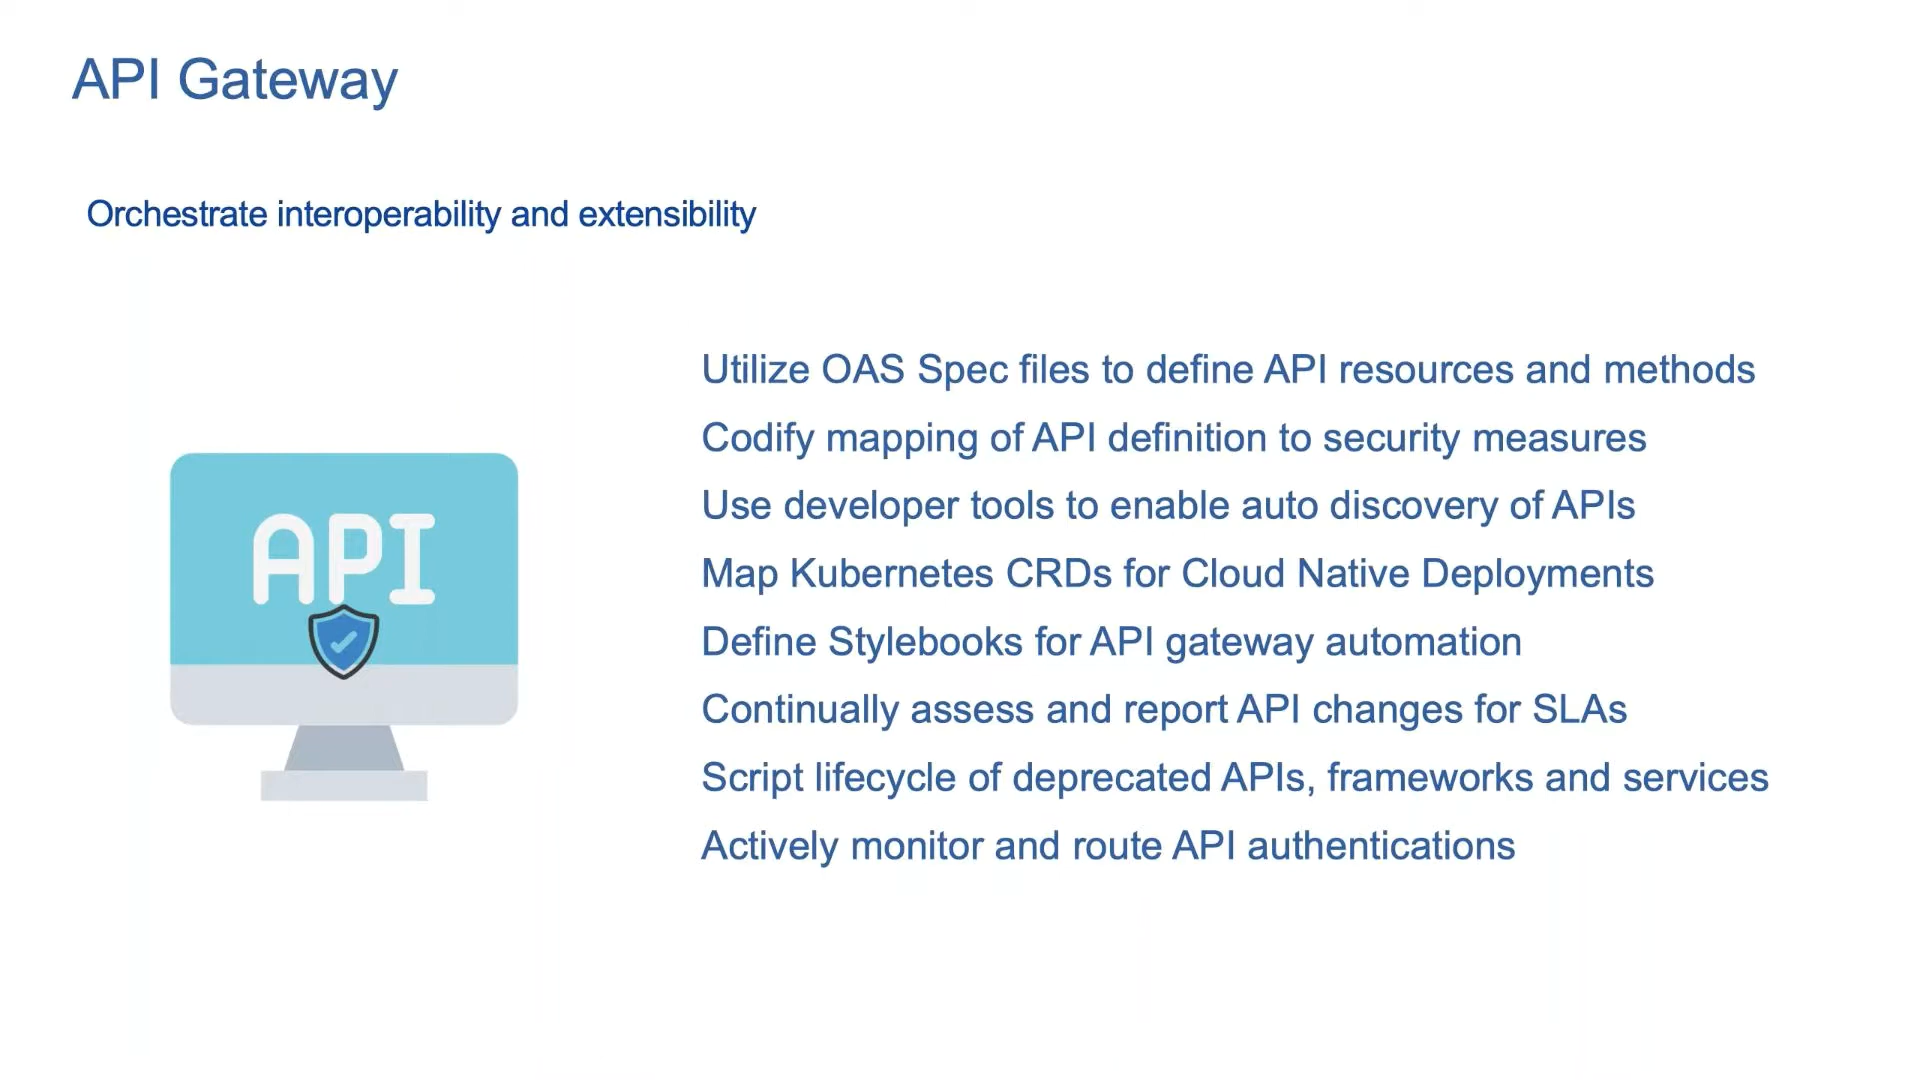 API Gateway
Orchestrate interoperability and extensibility
Utilize OAS Spec files to define API resources and methods
Codify mapping of API definition to security measures
Use developer tools to enable auto discovery of APIs
Map Kubernetes CRDs for Cloud Native Deployments
API
Define Stylebooks for API gateway automation
Continually assess and report API changes for SLAs
Script lifecycle of deprecated APIs, frameworks and services
Actively monitor and route API authentications